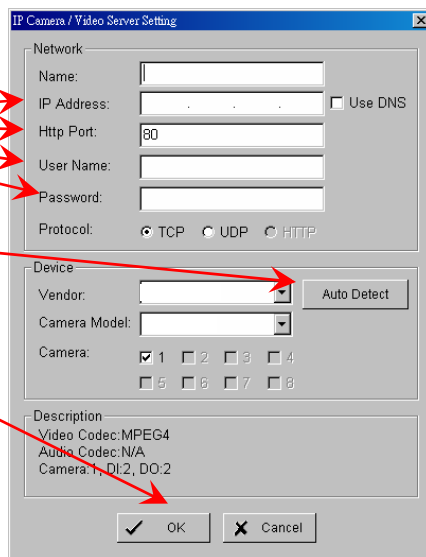 IP Camera / Video Server Setting
Network
Name:
IP Address: . . . Use DNS
Http Port: 80
User Name:
Password:
Protocol: TCP UDP HTTP
Device
Vendor: Auto Detect
Camera Model:
Camera: 1 2 3 4
5 6 7 8
Description
Video Codec:MPEG4
Audio Codec:N/A
Camera:1, DI:2, DO:2
OK Cancel